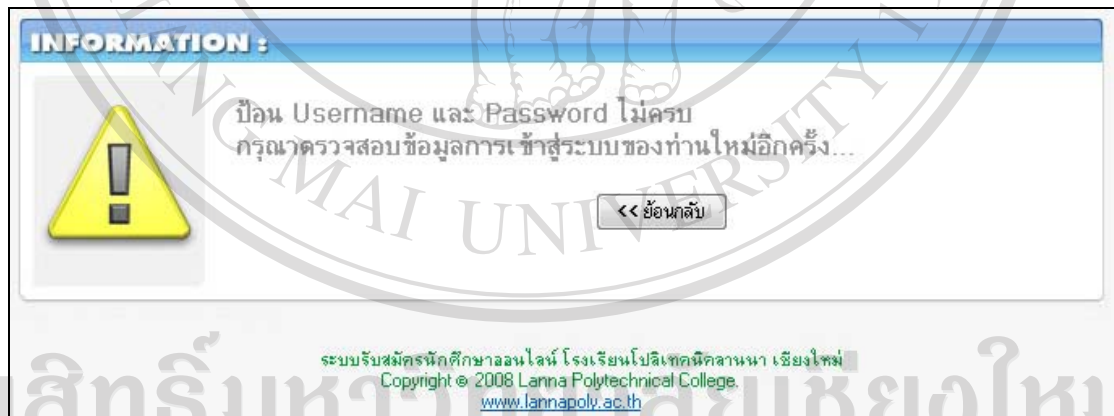 INFORMATION :
ป้อน Username และ Password ไม่ครบ
กรุณาตรวจสอบข้อมูลการเข้าสู่ระบบของท่านใหม่อีกครั้ง...
<< ย้อนกลับ
ระบบรับสมัครนักศึกษาออนไลน์ โรงเรียนโปลิเทคนิคลานนา เชียงใหม่
Copyright @ 2008 Lanna Polytechnical College.
www.lannapoly.ac.th
MAI UNIVERSITY